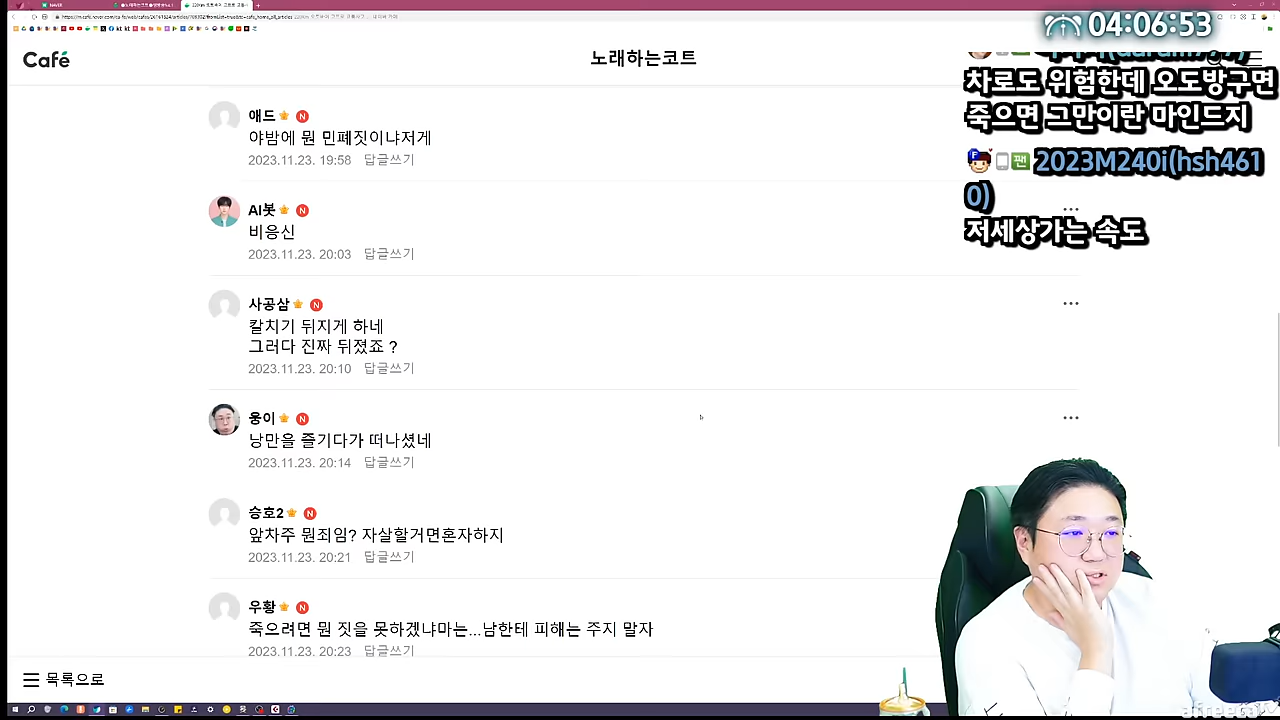 04:06:53
Café
노래하는코트
차로도 위험한데 오도방구면
죽으면 그만이란 마인드지
팬 2023M240i(hsh461
0)
저세상가는 속도
애드 N
야밤에 뭔 민폐짓이냐저게
2023.11.23. 19:58 답글쓰기
AI봇 N
비응신
2023.11.23. 20:03 답글쓰기
사공삼 N
칼치기 뒤지게 하네
그러다 진짜 뒤졌죠 ?
2023.11.23. 20:10 답글쓰기
웅이 N
낭만을 즐기다가 떠나셨네
2023.11.23. 20:14 답글쓰기
승호2 N
앞차주 뭔죄임? 자살할거면혼자하지
2023.11.23. 20:21 답글쓰기
우황 N
죽으려면 뭔 짓을 못하겠냐마는...남한테 피해는 주지 말자
2023.11.23. 20:23 답글쓰기
목록으로
afreecaTV